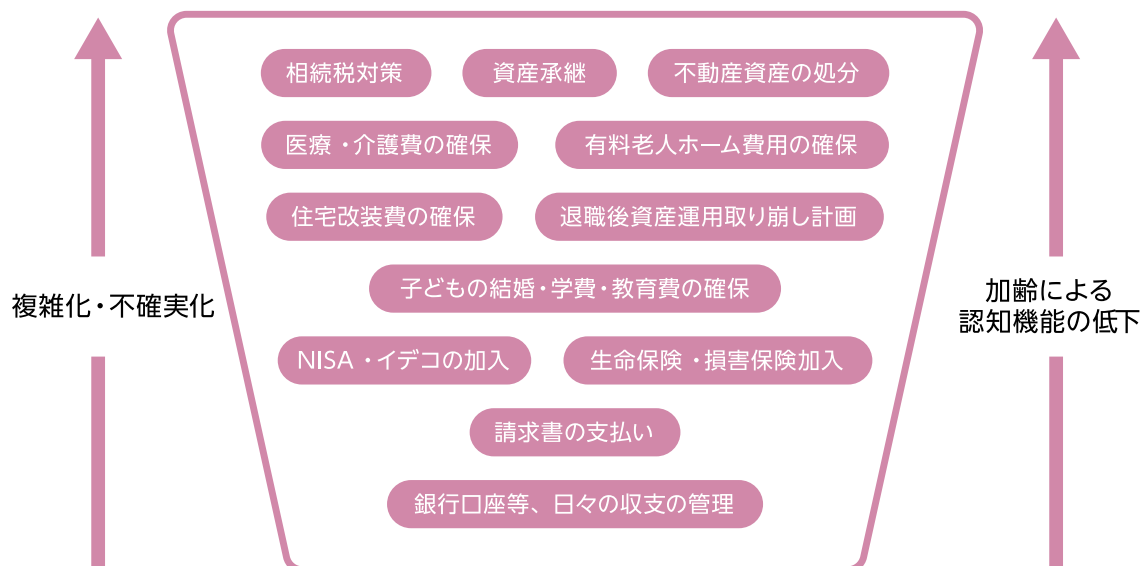 相続税対策
資産承継
不動産資産の処分
医療・介護費の確保
有料老人ホーム費用の確保
住宅改装費の確保
退職後資産運用取り崩し計画
子どもの結婚・学費・教育費の確保
複雑化・不確実化
加齢による
認知機能の低下
NISA・イデコの加入
生命保険・損害保険加入
請求書の支払い
銀行口座等、日々の収支の管理